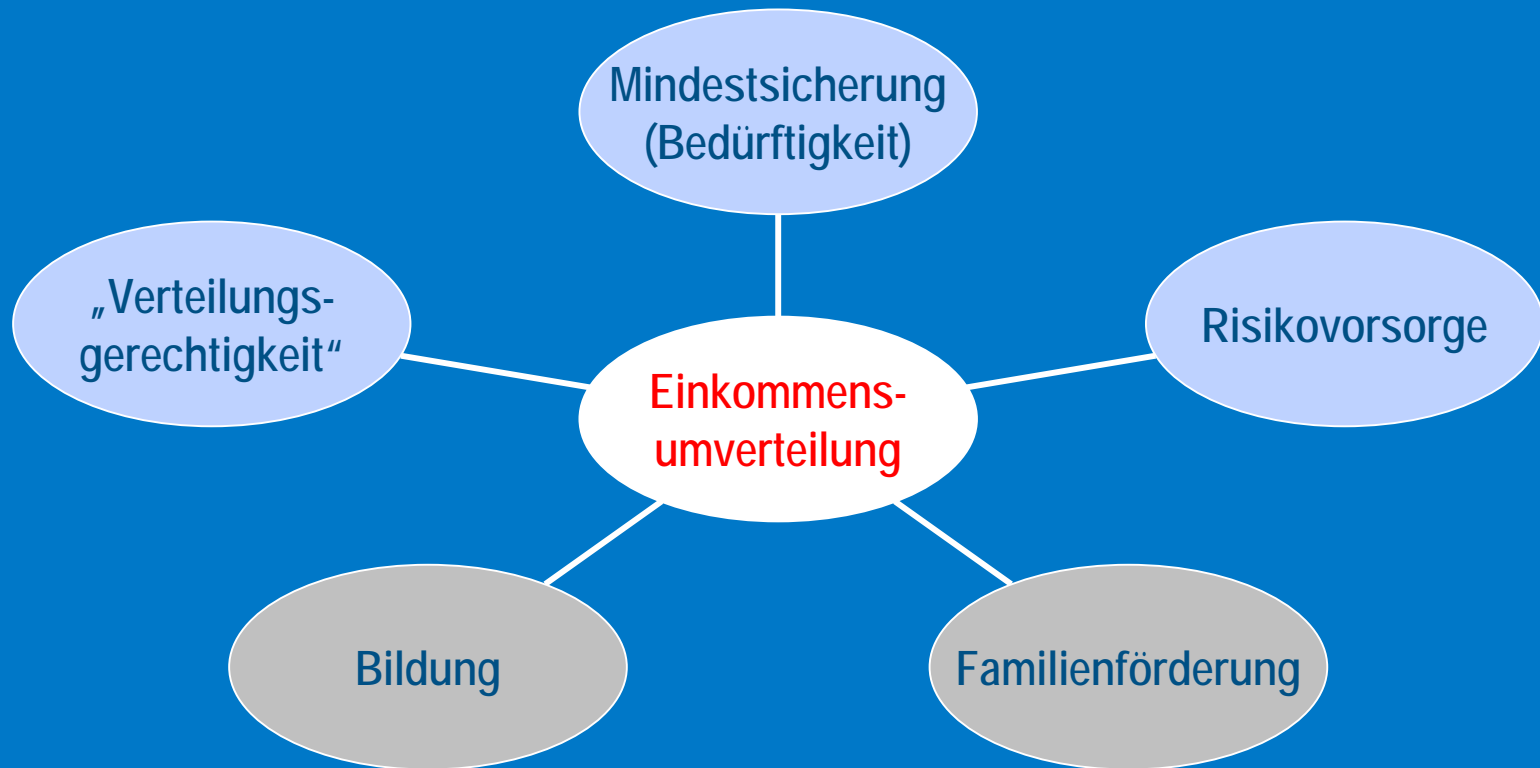 Mindestsicherung
(Bedürftigkeit)
„Verteilungs-
gerechtigkeit“
Risikovorsorge
Einkommens-
umverteilung
Bildung
Familienförderung